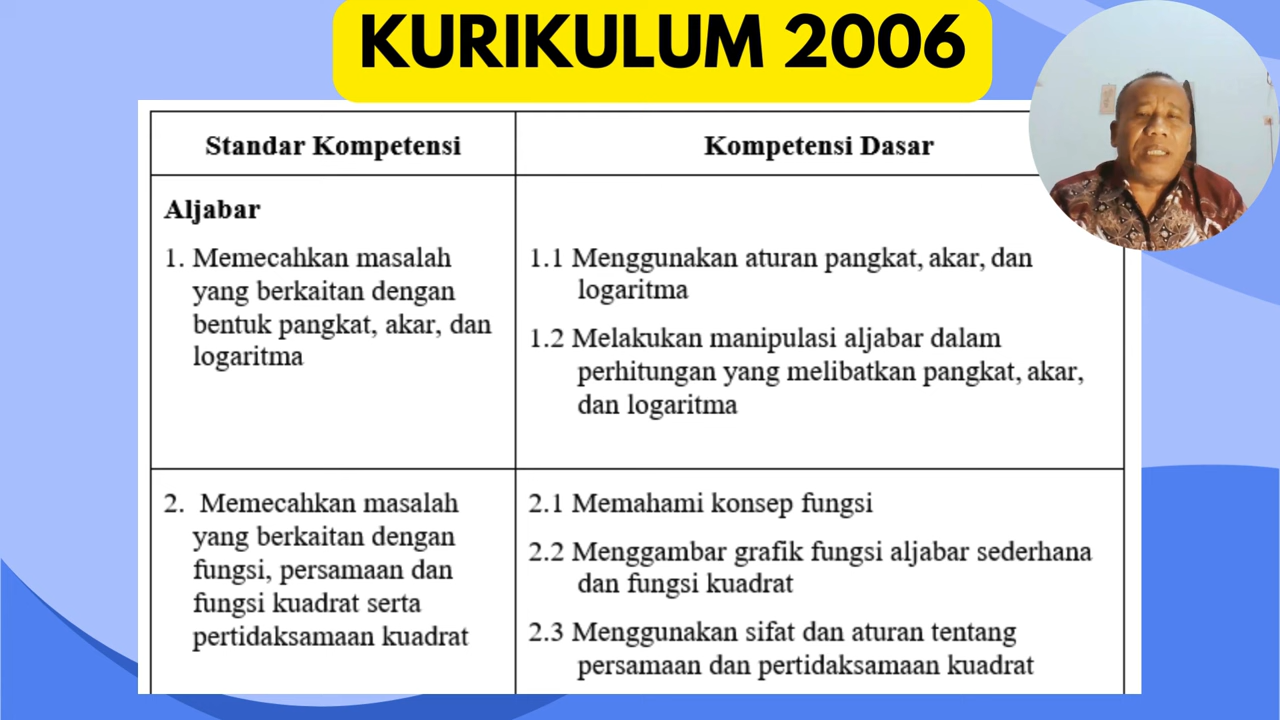 KURIKULUM 2006
Standar Kompetensi
Kompetensi Dasar
Aljabar
1. Memecahkan masalah
yang berkaitan dengan
bentuk pangkat, akar, dan
logaritma
1.1 Menggunakan aturan pangkat, akar, dan
logaritma
1.2 Melakukan manipulasi aljabar dalam
perhitungan yang melibatkan pangkat, akar,
dan logaritma
2. Memecahkan masalah
yang berkaitan dengan
fungsi, persamaan dan
fungsi kuadrat serta
pertidaksamaan kuadrat
2.1 Memahami konsep fungsi
2.2 Menggambar grafik fungsi aljabar sederhana
dan fungsi kuadrat
2.3 Menggunakan sifat dan aturan tentang
persamaan dan pertidaksamaan kuadrat